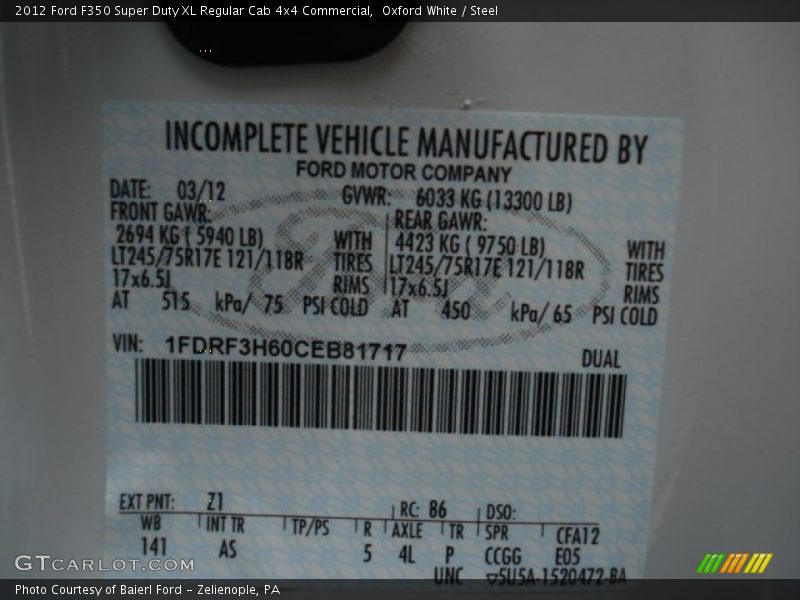 2012 Ford F350 Super Duty XL Regular Cab 4x4 Commercial, Oxford White / Steel
INCOMPLETE VEHICLE MANUFACTURED BY
FORD MOTOR COMPANY
DATE: 03/12 GVWR: 6033 KG (13300 LB)
FRONT GAWR: REAR GAWR:
2694 KG ( 5940 LB) WITH 4423 KG ( 9750 LB) WITH
LT245/75R17E 121/118R TIRES LT245/75R17E 121/118R TIRES
17x6.5J RIMS 17x6.5J RIMS
AT 515 kPa/ 75 PSI COLD AT 450 kPa/ 65 PSI COLD
VIN: 1FDRF3H60CEB81717 DUAL
EXT PNT: Z1 RC: 86 DSO:
WB INT TR TP/PS R AXLE TR SPR CFA12
141 AS 5 4L P CCGG E05
UNC ▽5U5A-1520472-BA
GTCARCOLOR.COM
Photo Courtesy of Baierl Ford - Zelienople, PA